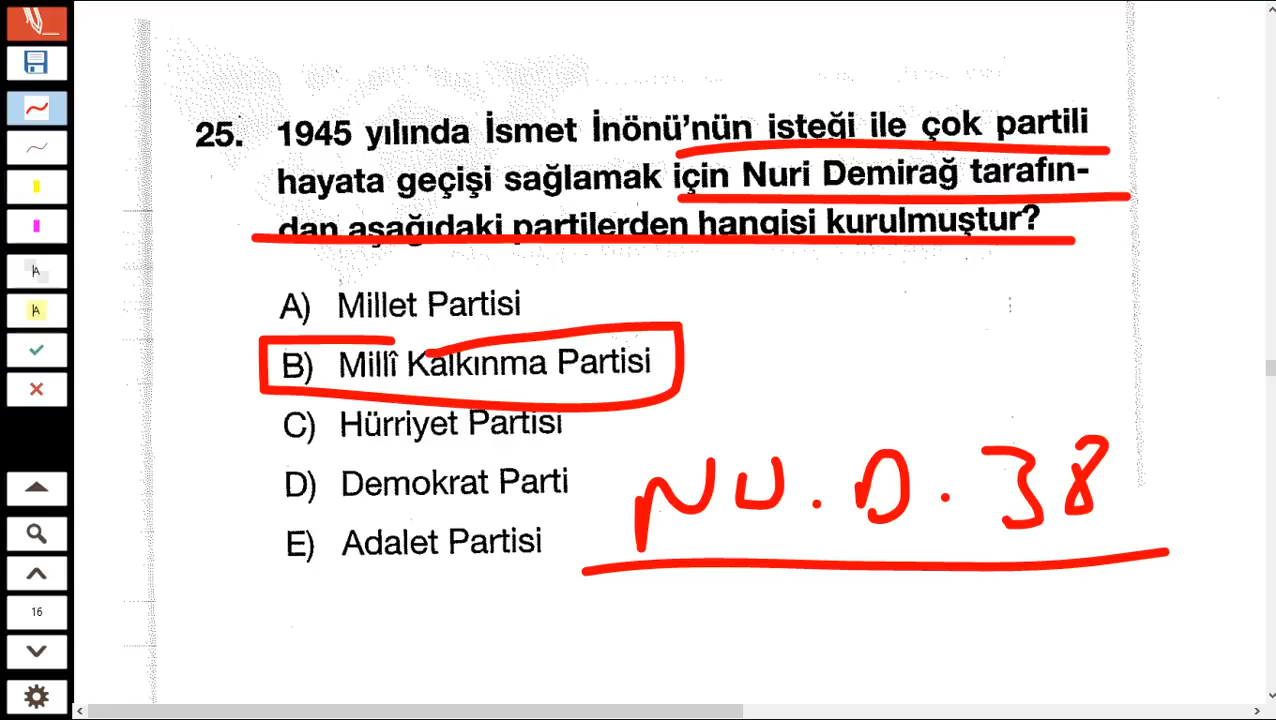 25. 1945 yılında İsmet İnönü'nün isteği ile çok partili
hayata geçişi sağlamak için Nuri Demirağ tarafın-
dan aşağıdaki partilerden hangisi kurulmuştur?
A) Millet Partisi
B) Millî Kalkınma Partisi
C) Hürriyet Partisi
D) Demokrat Parti
E) Adalet Partisi
NU.D.38
16